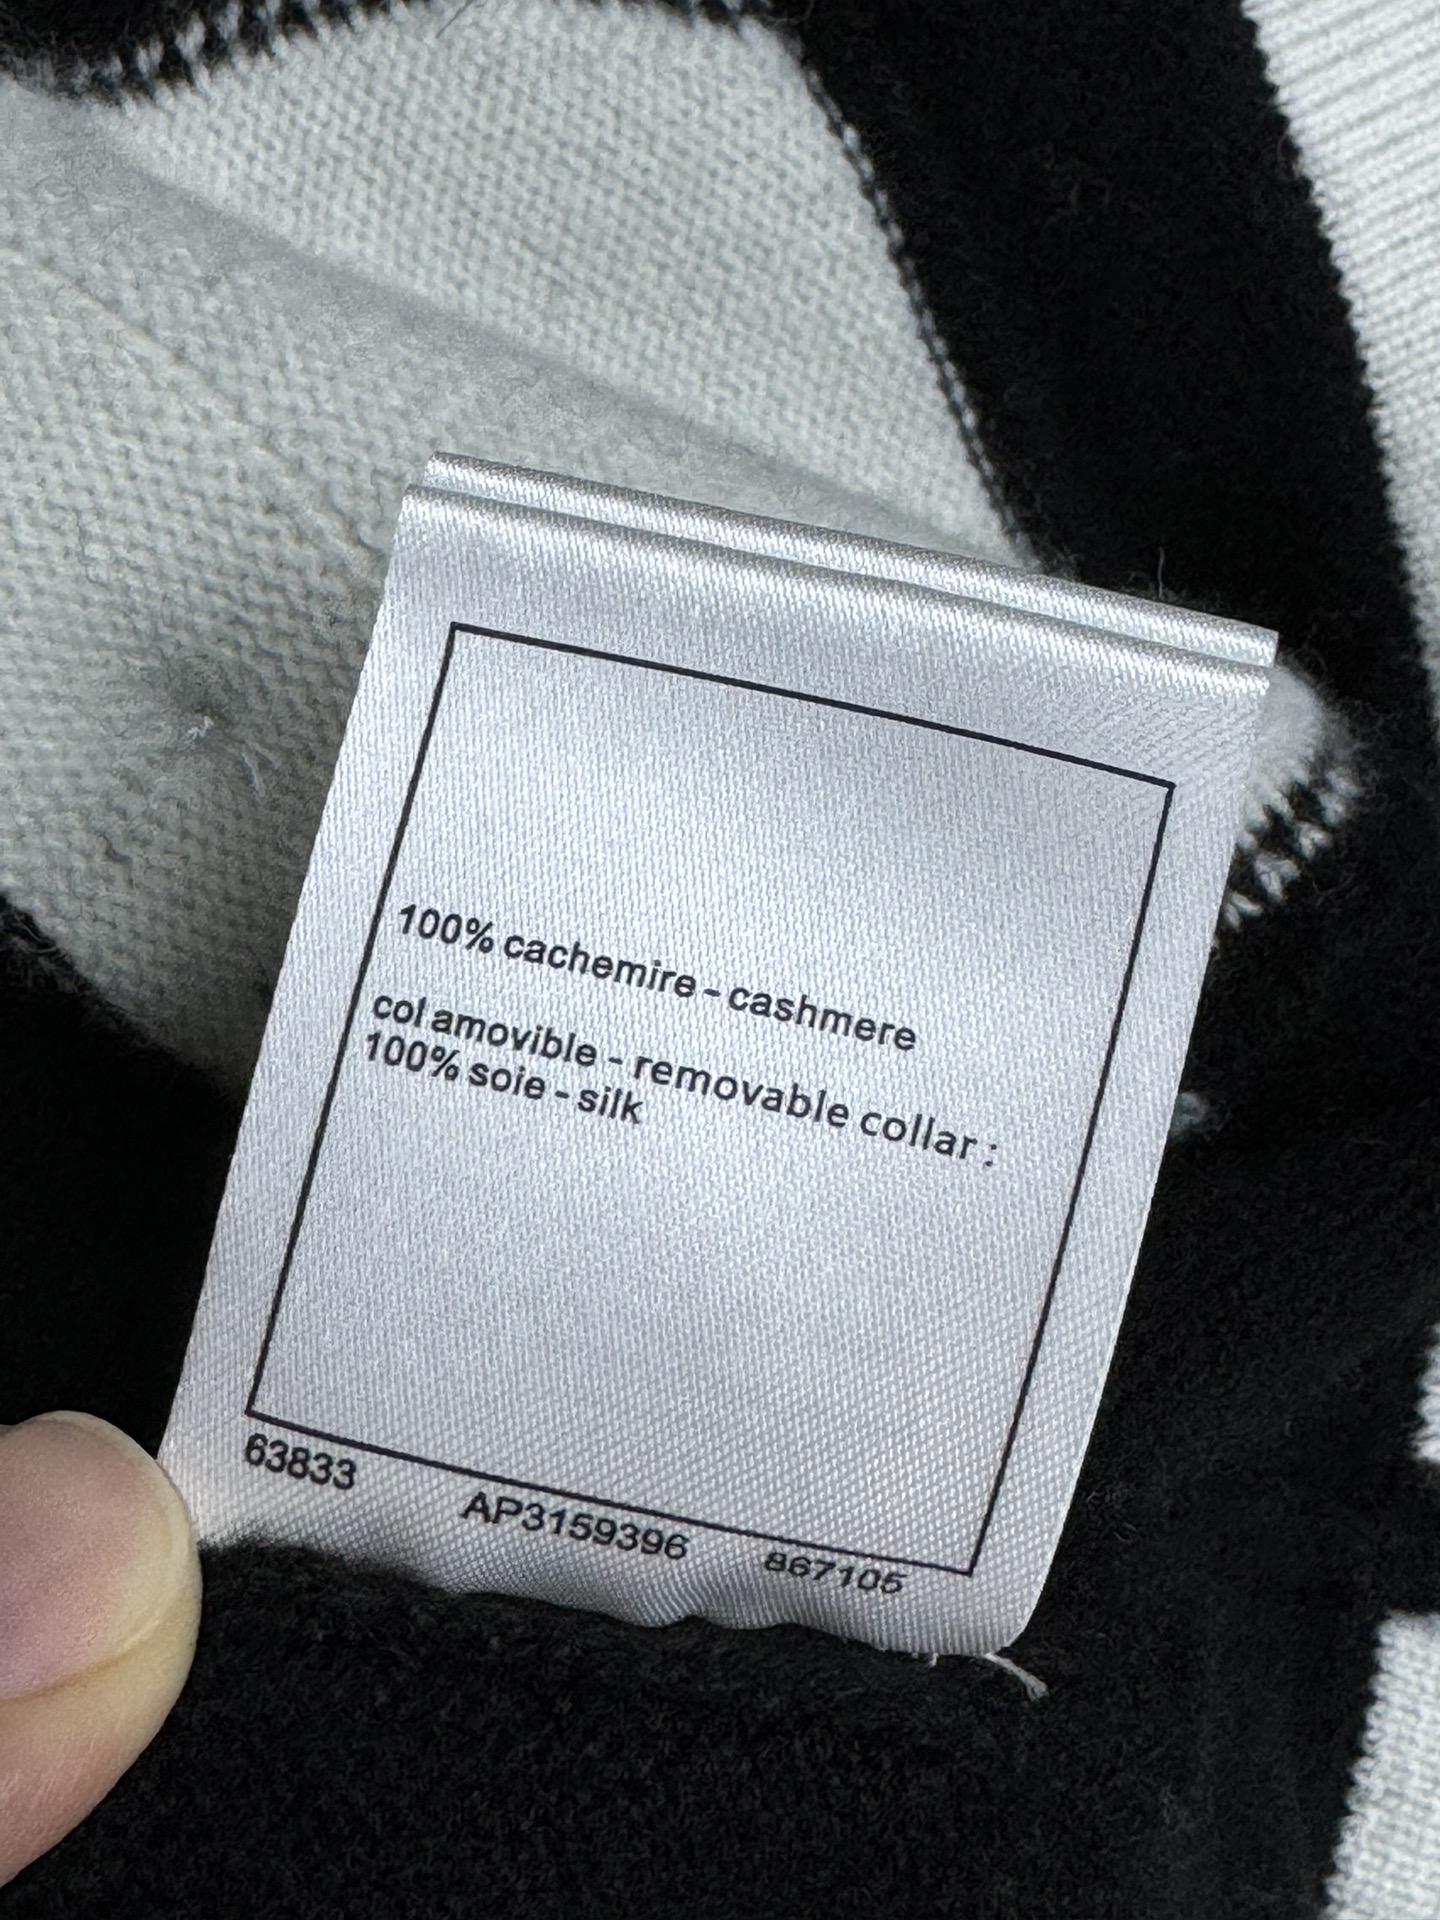 100% cachemire - cashmere
col amovible - removable collar :
100% soie - silk
63833 AP3159396 867105